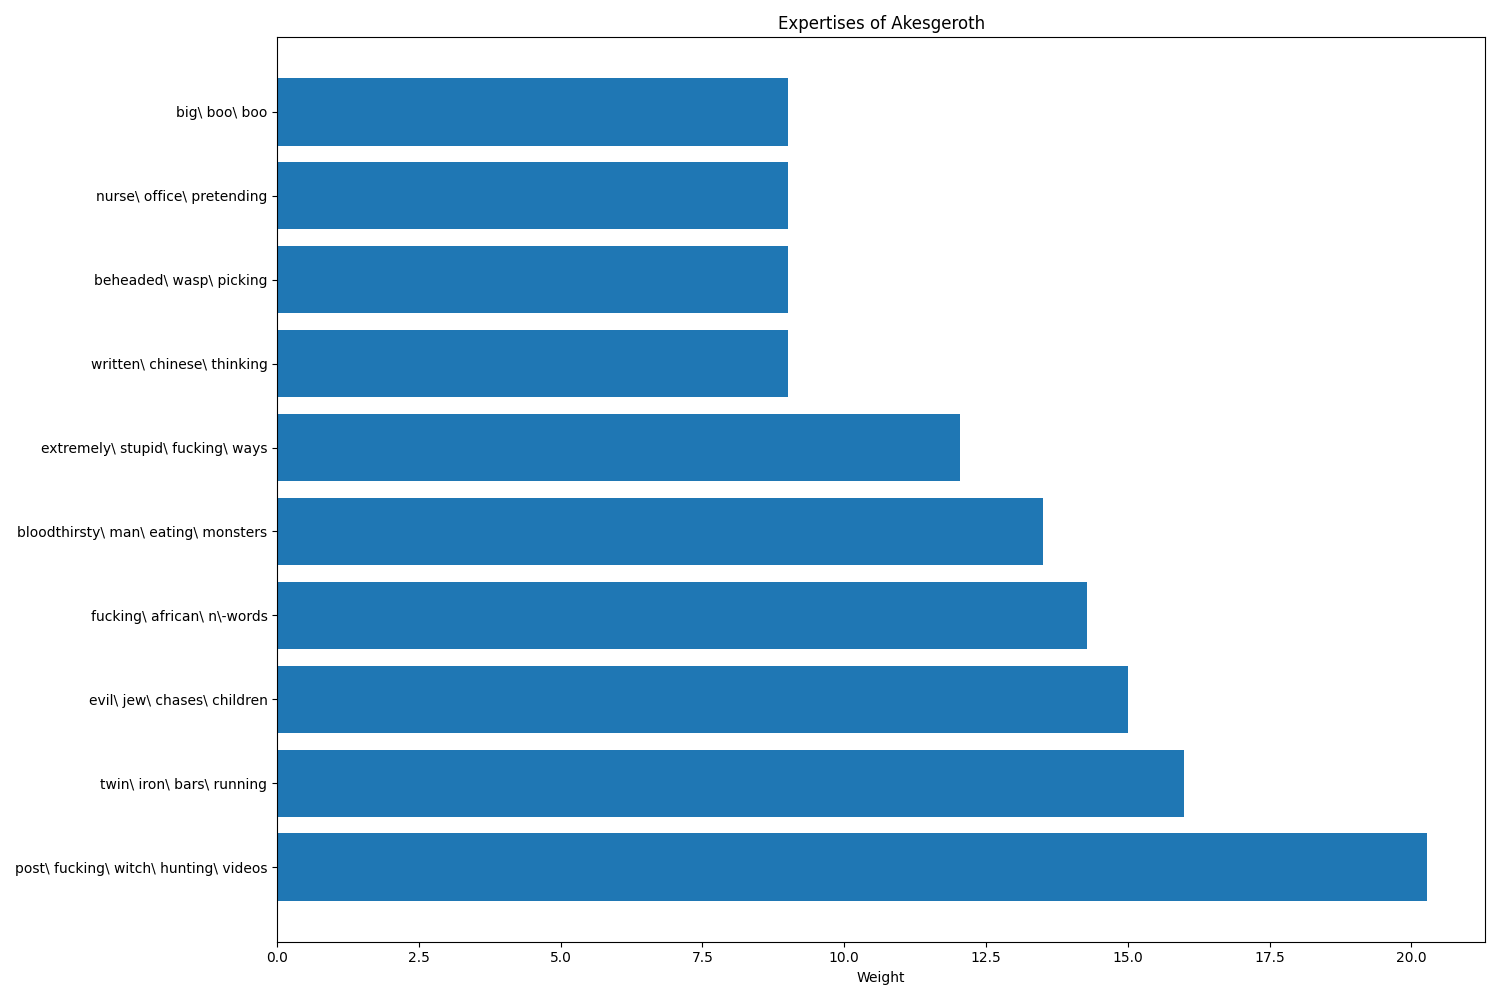 Expertises of Akesgeroth
big\ boo\ boo
nurse\ office\ pretending
beheaded\ wasp\ picking
written\ chinese\ thinking
extremely\ stupid\ fucking\ ways
bloodthirsty\ man\ eating\ monsters
fucking\ african\ n\-words
evil\ jew\ chases\ children
twin\ iron\ bars\ running
post\ fucking\ witch\ hunting\ videos
0.0 2.5 5.0 7.5 10.0 12.5 15.0 17.5 20.0
Weight